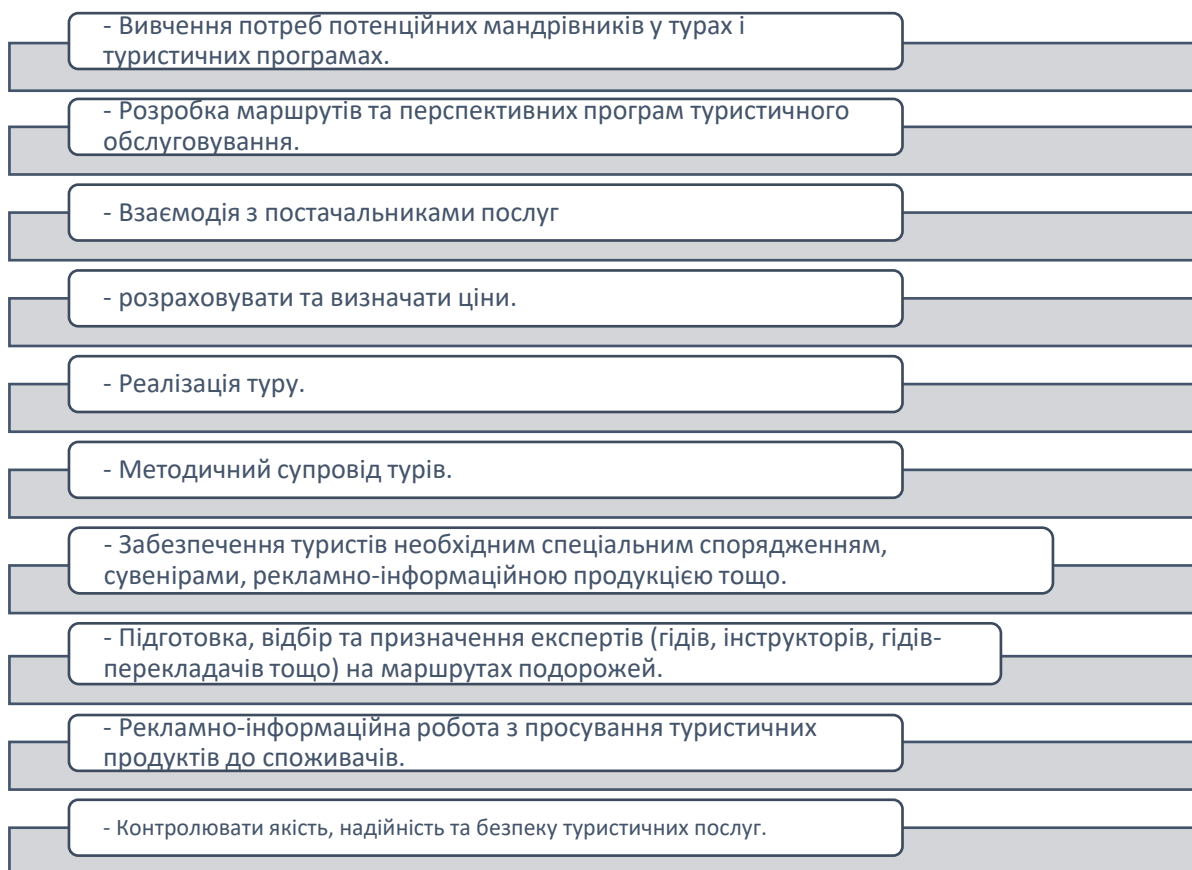 - Вивчення потреб потенційних мандрівників у турах і
туристичних програмах.
- Розробка маршрутів та перспективних програм туристичного
обслуговування.
- Взаємодія з постачальниками послуг
- розраховувати та визначати ціни.
- Реалізація туру.
- Методичний супровід турів.
- Забезпечення туристів необхідним спеціальним спорядженням,
сувенірами, рекламно-інформаційною продукцією тощо.
- Підготовка, відбір та призначення експертів (гідів, інструкторів, гідів-
перекладачів тощо) на маршрутах подорожей.
- Рекламно-інформаційна робота з просування туристичних
продуктів до споживачів.
- Контролювати якість, надійність та безпеку туристичних послуг.